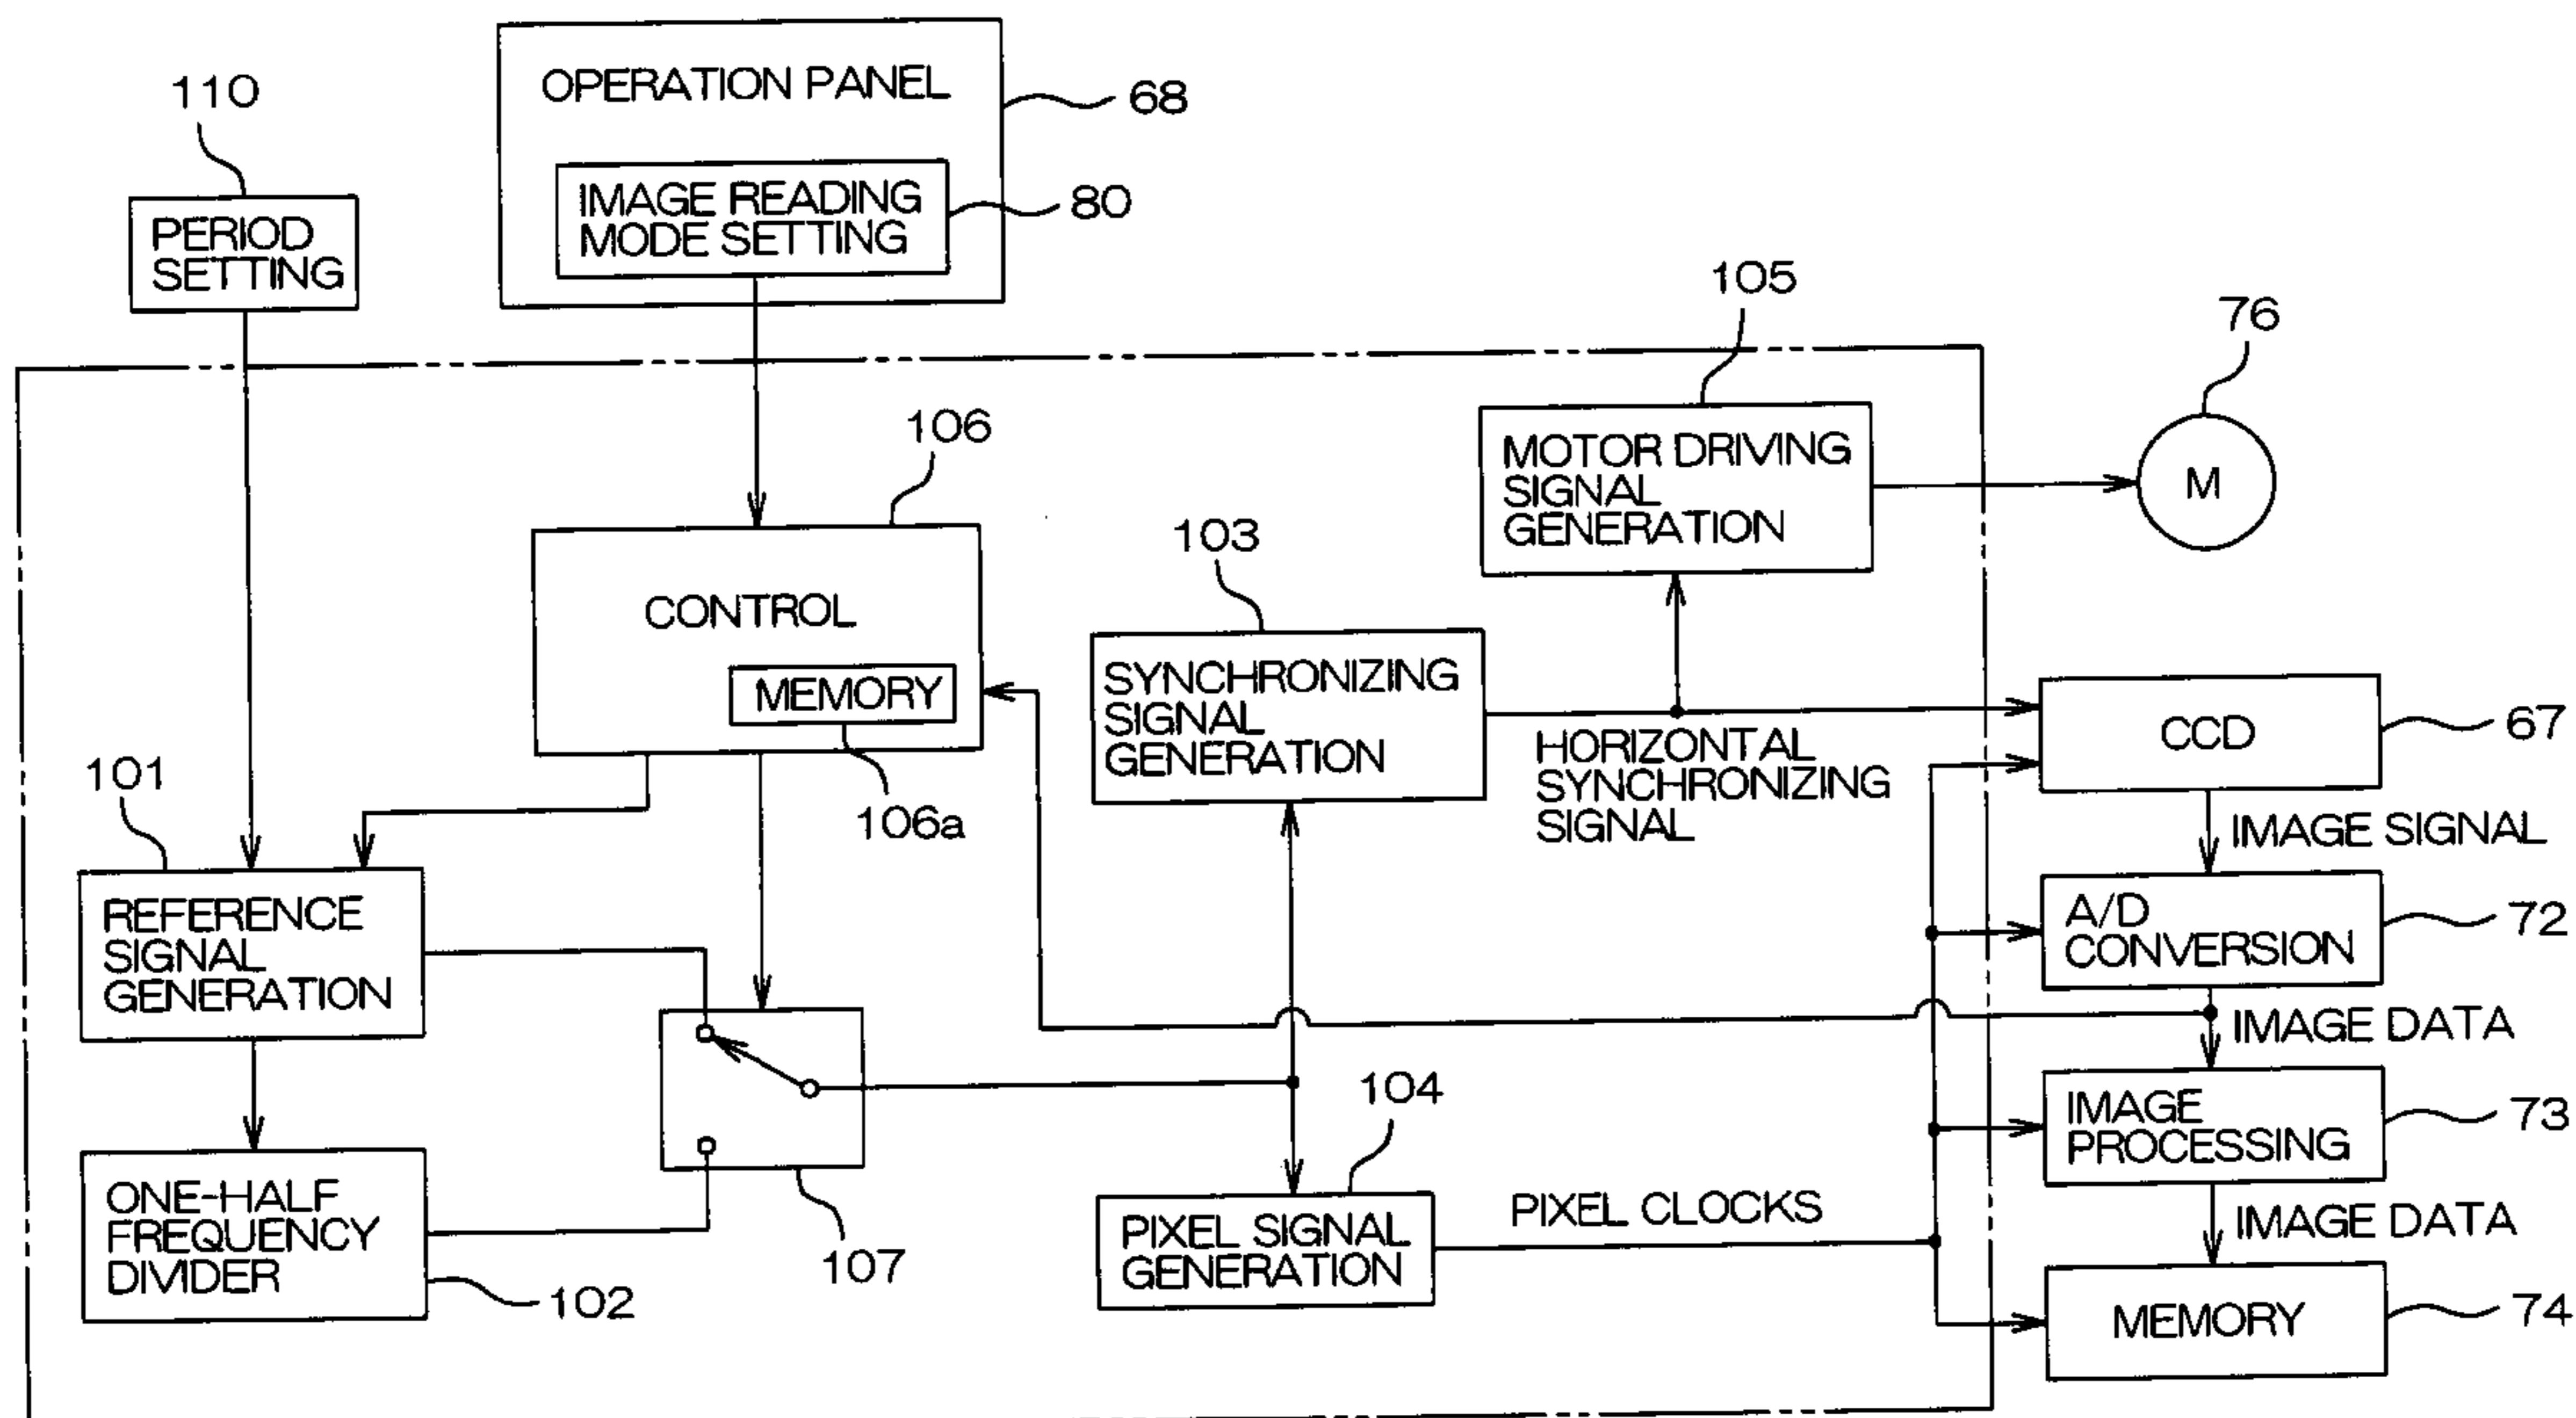 110
OPERATION PANEL
68
IMAGE READING
MODE SETTING
80
PERIOD
SETTING
105
76
106
MOTOR DRIVING
SIGNAL
GENERATION
M
103
CONTROL
MEMORY
106a
SYNCHRONIZING
SIGNAL
GENERATION
HORIZONTAL
SYNCHRONIZING
SIGNAL
CCD
67
101
IMAGE SIGNAL
REFERENCE
SIGNAL
GENERATION
A/D
CONVERSION
72
IMAGE DATA
104
IMAGE
PROCESSING
73
ONE-HALF
FREQUENCY
DIVIDER
102
107
PIXEL SIGNAL
GENERATION
PIXEL CLOCKS
IMAGE DATA
MEMORY
74